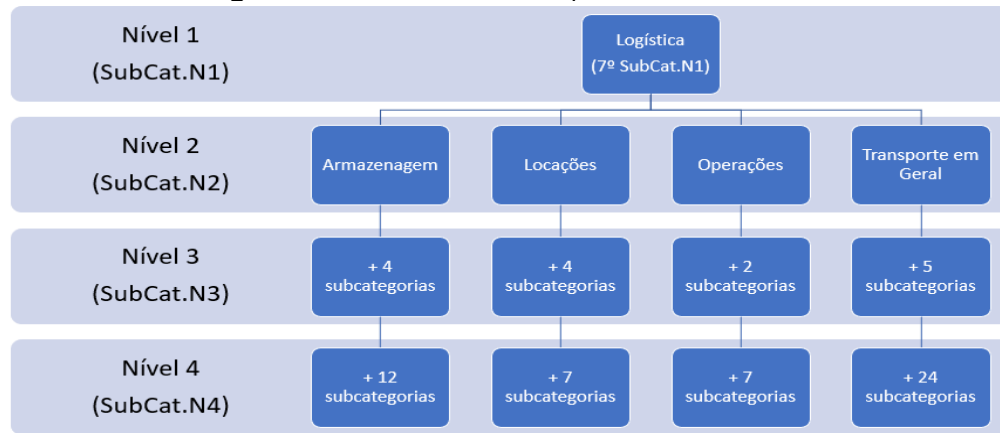 Nível 1
(SubCat.N1)
Logística
(7º SubCat.N1)
Nível 2
(SubCat.N2)
Armazenagem
Locações
Operações
Transporte em
Geral
Nível 3
(SubCat.N3)
+ 4
subcategorias
+ 4
subcategorias
+ 2
subcategorias
+ 5
subcategorias
Nível 4
(SubCat.N4)
+ 12
subcategorias
+ 7
subcategorias
+ 7
subcategorias
+ 24
subcategorias